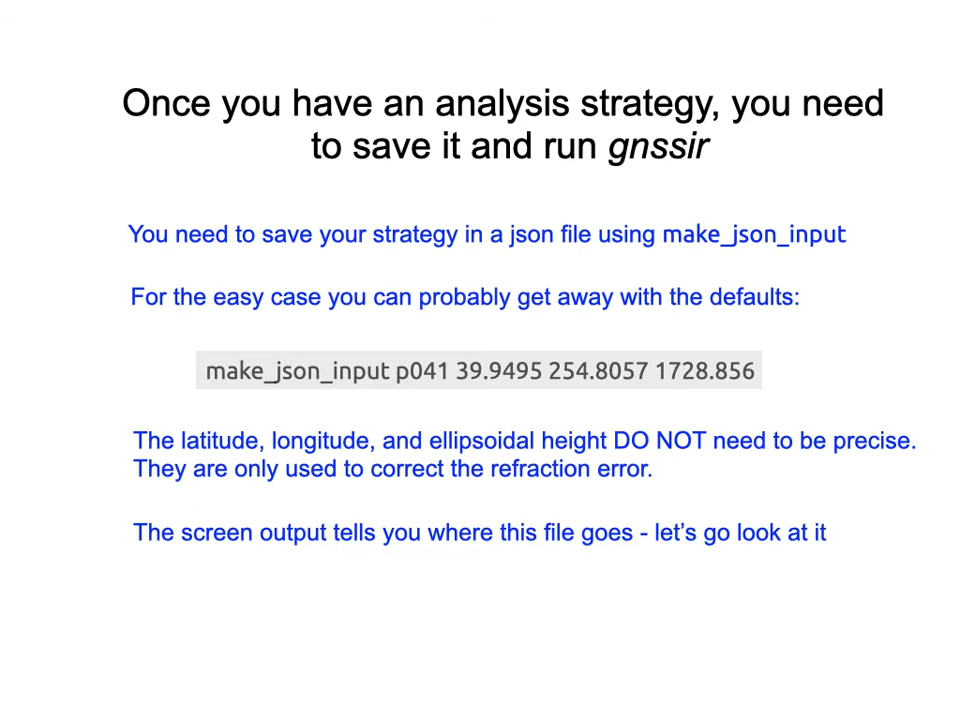 Once you have an analysis strategy, you need
to save it and run gnssir
You need to save your strategy in a json file using make_json_input
For the easy case you can probably get away with the defaults:
make_json_input p041 39.9495 254.8057 1728.856
The latitude, longitude, and ellipsoidal height DO NOT need to be precise.
They are only used to correct the refraction error.
The screen output tells you where this file goes - let’s go look at it